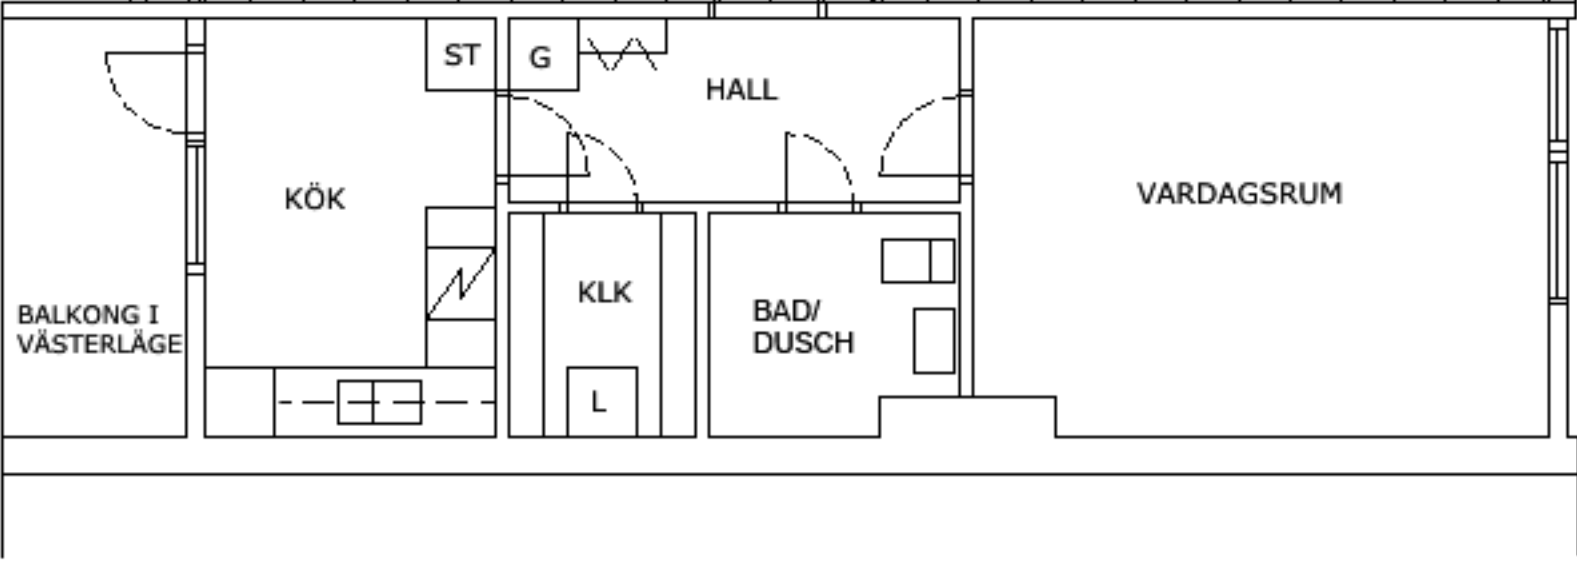 ST
G
HALL
KÖK
VARDAGSRUM
BALKONG I
VÄSTERLÄGE
KLK
BAD/
DUSCH
L